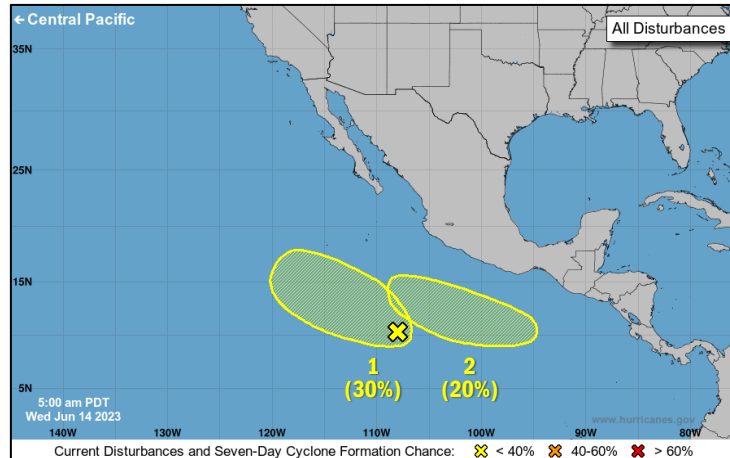 ← Central Pacific
All Disturbances
35N
25N
15N
5N
1
(30%)
2
(20%)
5:00 am PDT
Wed Jun 14 2023
www.hurricanes.gov
140W 130W 120W 110W 100W 90W 80W
Current Disturbances and Seven-Day Cyclone Formation Chance: < 40% 40-60% > 60%